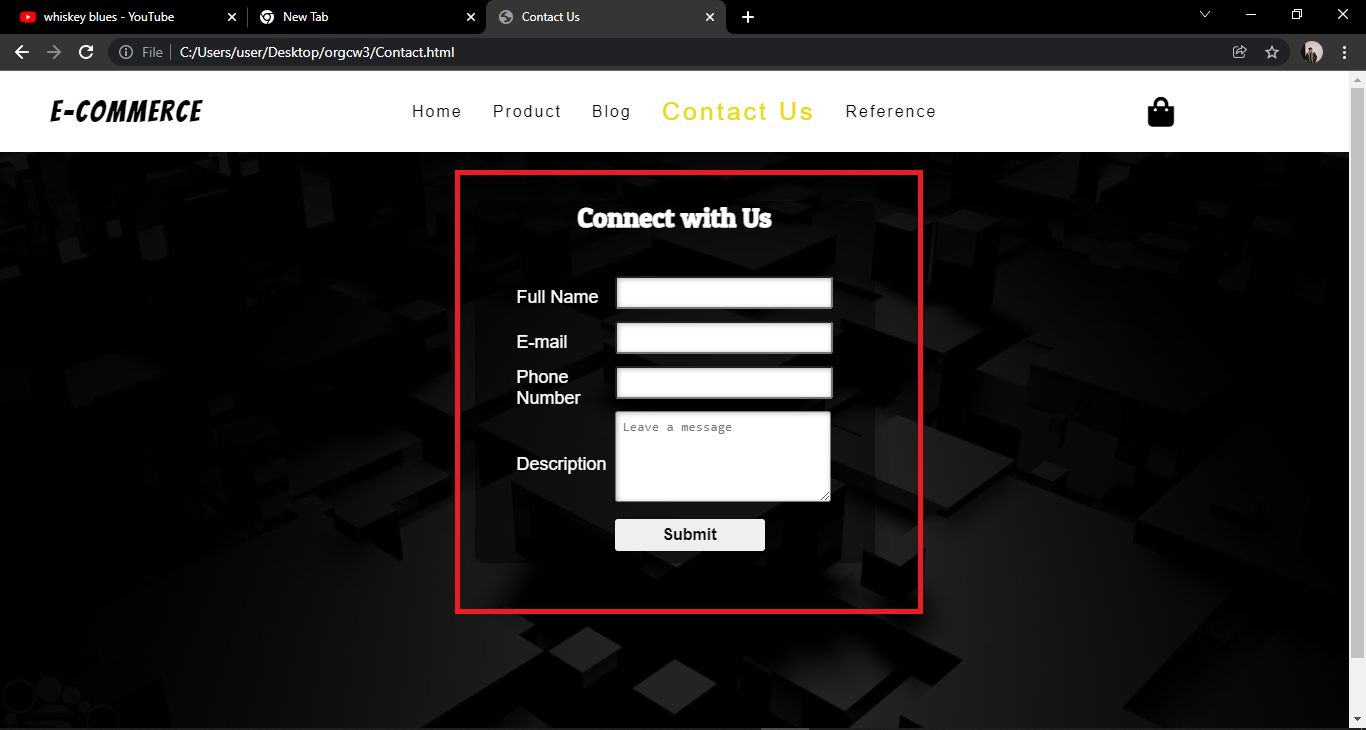 whiskey blues - YouTube
New Tab
Contact Us
File
C:/Users/user/Desktop/orgcw3/Contact.html
E-COMMERCE
Home
Product
Blog
Contact Us
Reference
Connect with Us
Full Name
E-mail
Phone
Number
Leave a message
Description
Submit